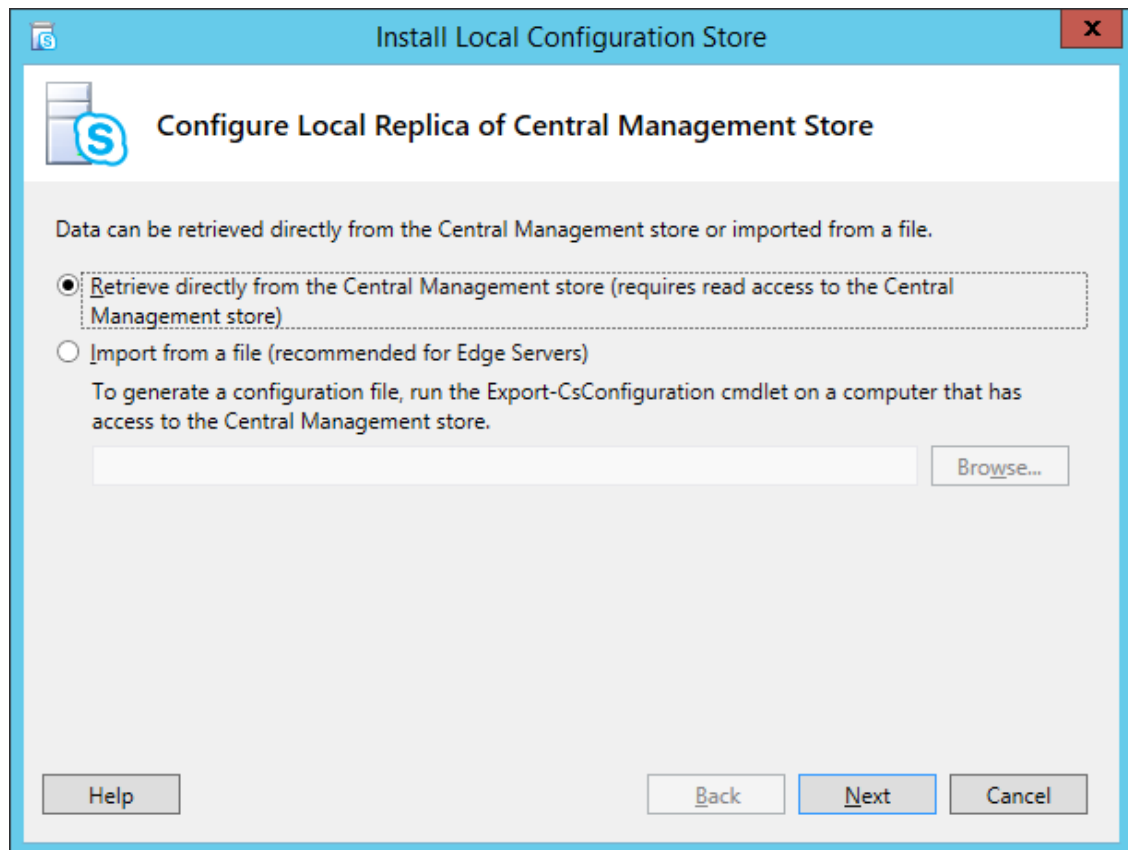 Install Local Configuration Store
x
S
Configure Local Replica of Central Management Store
Data can be retrieved directly from the Central Management store or imported from a file.
Retrieve directly from the Central Management store (requires read access to the Central
Management store)
Import from a file (recommended for Edge Servers)
To generate a configuration file, run the Export-CsConfiguration cmdlet on a computer that has
access to the Central Management store.
Browse...
Help
Back
Next
Cancel